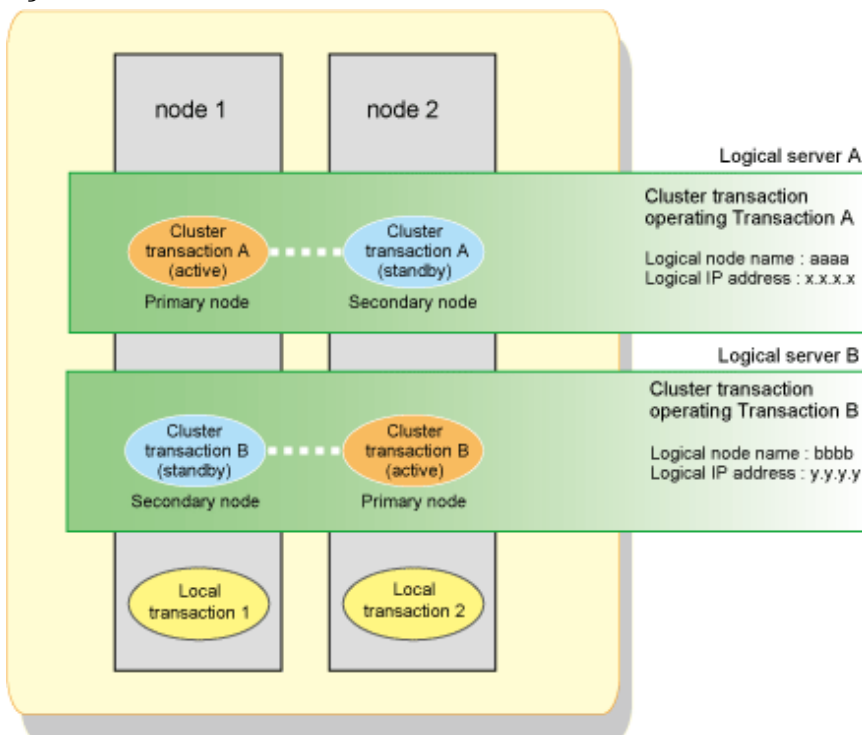 node 1
node 2
Logical server A
Cluster transaction
operating Transaction A
Logical node name : aaaa
Logical IP address : x.x.x.x
Cluster
transaction A
(active)
Primary node
Cluster
transaction A
(standby)
Secondary node
Logical server B
Cluster transaction
operating Transaction B
Logical node name : bbbb
Logical IP address : y.y.y.y
Cluster
transaction B
(standby)
Secondary node
Cluster
transaction B
(active)
Primary node
Local
transaction 1
Local
transaction 2